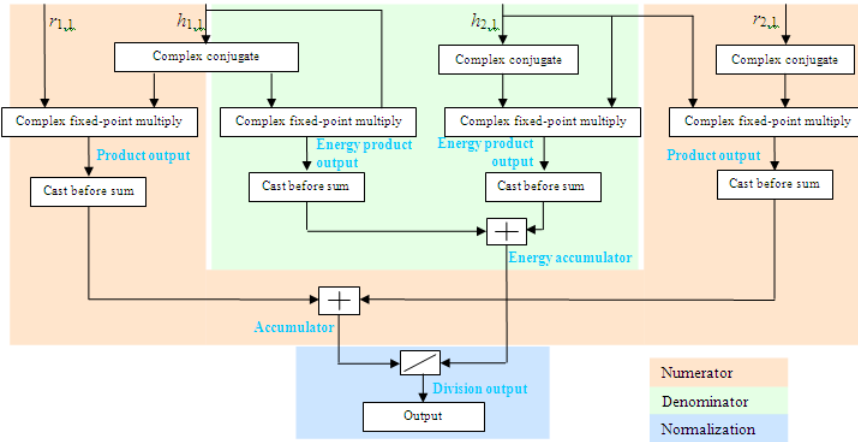 r1,1 h1,1 h2,1 r2,1
Complex conjugate
Complex conjugate
Complex conjugate
Complex fixed-point multiply
Complex fixed-point multiply
Complex fixed-point multiply
Complex fixed-point multiply
Product output
Energy product
output
Energy product
output
Product output
Cast before sum
Cast before sum
Cast before sum
Cast before sum
+
Energy accumulator
+
Accumulator
Division output
Output
Numerator
Denominator
Normalization